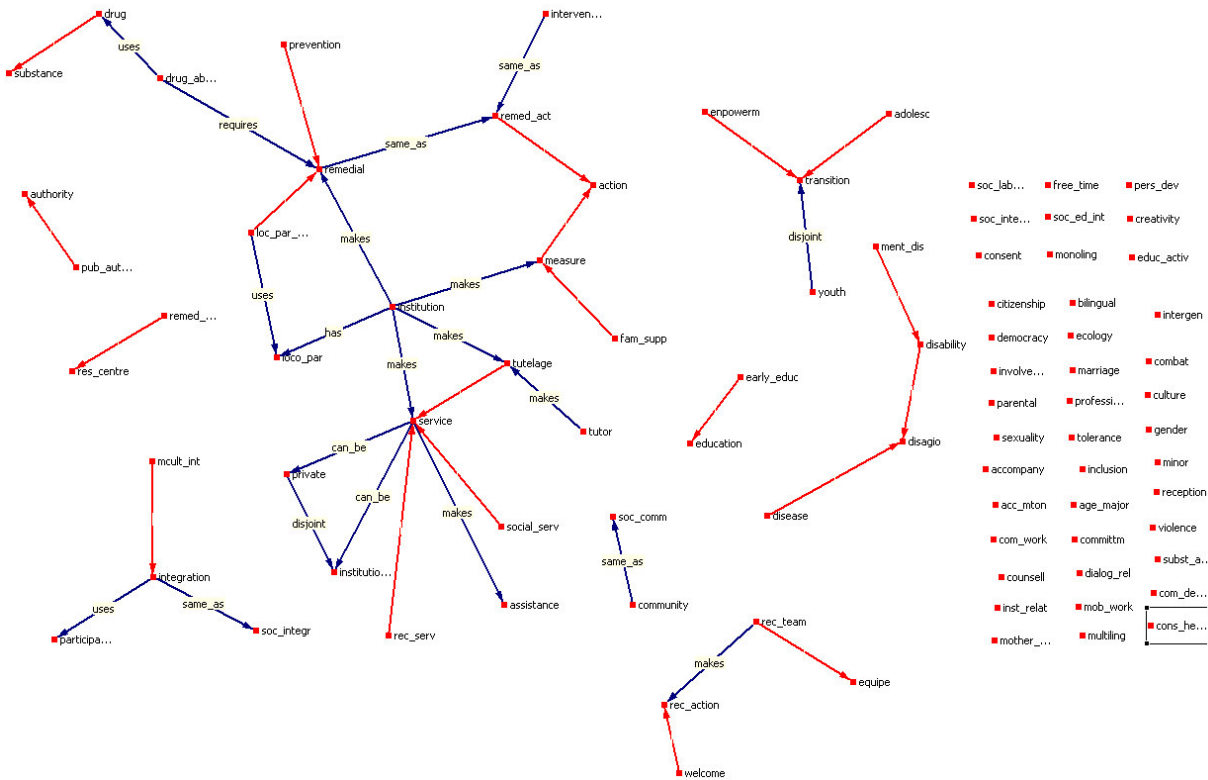 drug
interven...
uses
prevention
substance
drug_ab...
same_as
requires
remed_act
enpowerm
adolesc
same_as
remedial
transition
action
soc_lab...
free_time
pers_dev
authority
soc_inte...
soc_ed_int
creativity
loc_par_...
makes
disjoint
ment_dis
consent
monoling
educ_activ
pub_aut...
measure
makes
youth
uses
institution
citizenship
bilingual
intergen
remed_...
has
makes
fam_supp
democracy
ecology
disability
res_centre
loco_par
makes
tutelage
combat
early_educ
involve...
marriage
makes
culture
parental
professi...
service
tutor
education
disagio
gender
can_be
sexuality
tolerance
mcult_int
private
minor
accompany
inclusion
can_be
reception
makes
acc_mton
age_major
disjoint
social_serv
soc_comm
disease
violence
com_work
committm
same_as
subst_a...
integration
institutio...
counsell
dialog_rel
uses
same_as
assistance
community
com_de...
inst_relat
mob_work
participa...
soc_integr
rec_serv
rec_team
cons_he...
mother_...
multiling
makes
equipe
rec_action
welcome